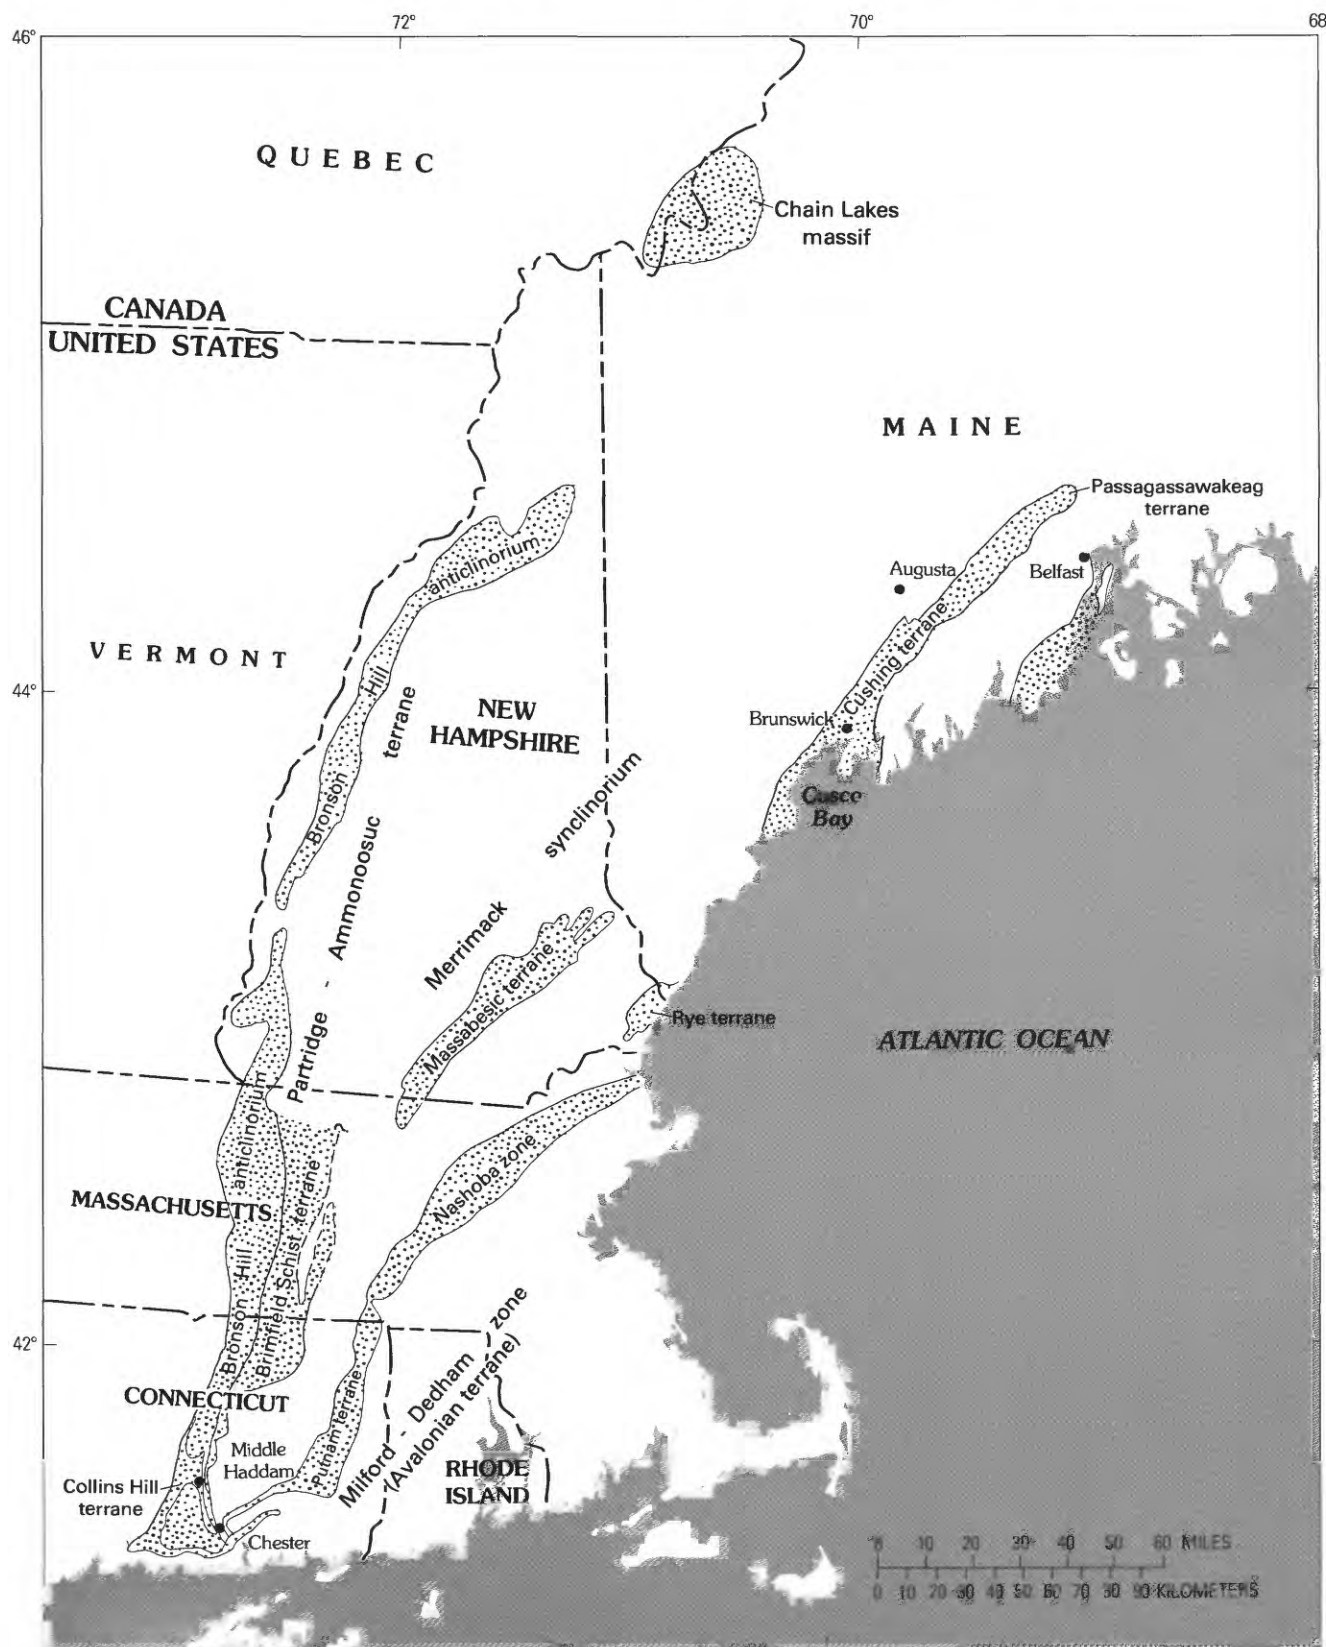 72°
70°
68
46°
QUEBEC
Chain Lakes
massif
CANADA
UNITED STATES
MAINE
Passagassawakeag
terrane
Augusta
Belfast
anticlinorium
Hill
Bronson
VERMONT
44°
terrane
Ammonoosuc
-
Partridge
NEW
HAMPSHIRE
Cushing terrane
Brunswick
Casco
Bay
synclinorium
Merrimack
Massabesic terrane
Rye terrane
ATLANTIC OCEAN
anticlinorium
Hill
Bronson
Brimfield Schist terrane
MASSACHUSETTS
Nashoba zone
42°
CONNECTICUT
Putnam terrane
Milford - Dedham zone
(Avalonian terrane)
RHODE
ISLAND
Middle
Haddam
Collins Hill
terrane
Chester
0 10 20 30 40 50 60 MILES
0 10 20 30 40 50 60 70 80 90 KILOMETERS